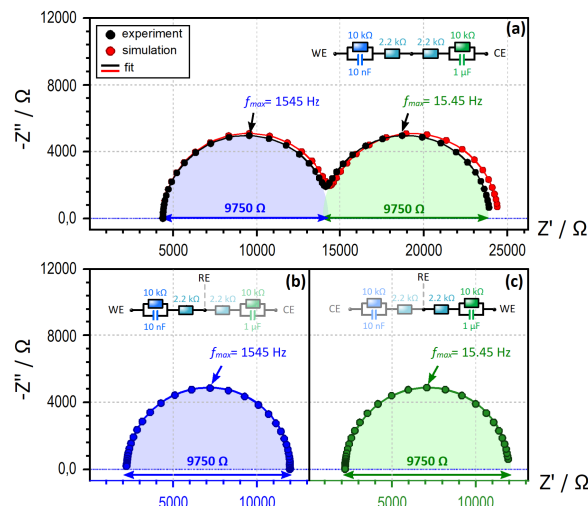 (a)
experiment
simulation
fit
10 kΩ
2.2 kΩ
2.2 kΩ
10 kΩ
WE
CE
10 nF
1 µF
fmax= 1545 Hz
fmax= 15.45 Hz
-Z'' / Ω
12000
8000
4000
0,0
9750 Ω
9750 Ω
5000
10000
15000
20000
25000
Z' / Ω
(b)
RE
10 kΩ
2.2 kΩ
2.2 kΩ
10 kΩ
WE
CE
10 nF
1 µF
fmax= 1545 Hz
-Z'' / Ω
12000
8000
4000
0,0
9750 Ω
5000
10000
(c)
RE
10 kΩ
2.2 kΩ
2.2 kΩ
10 kΩ
CE
WE
10 nF
1 µF
fmax= 15.45 Hz
9750 Ω
5000
10000
Z' / Ω